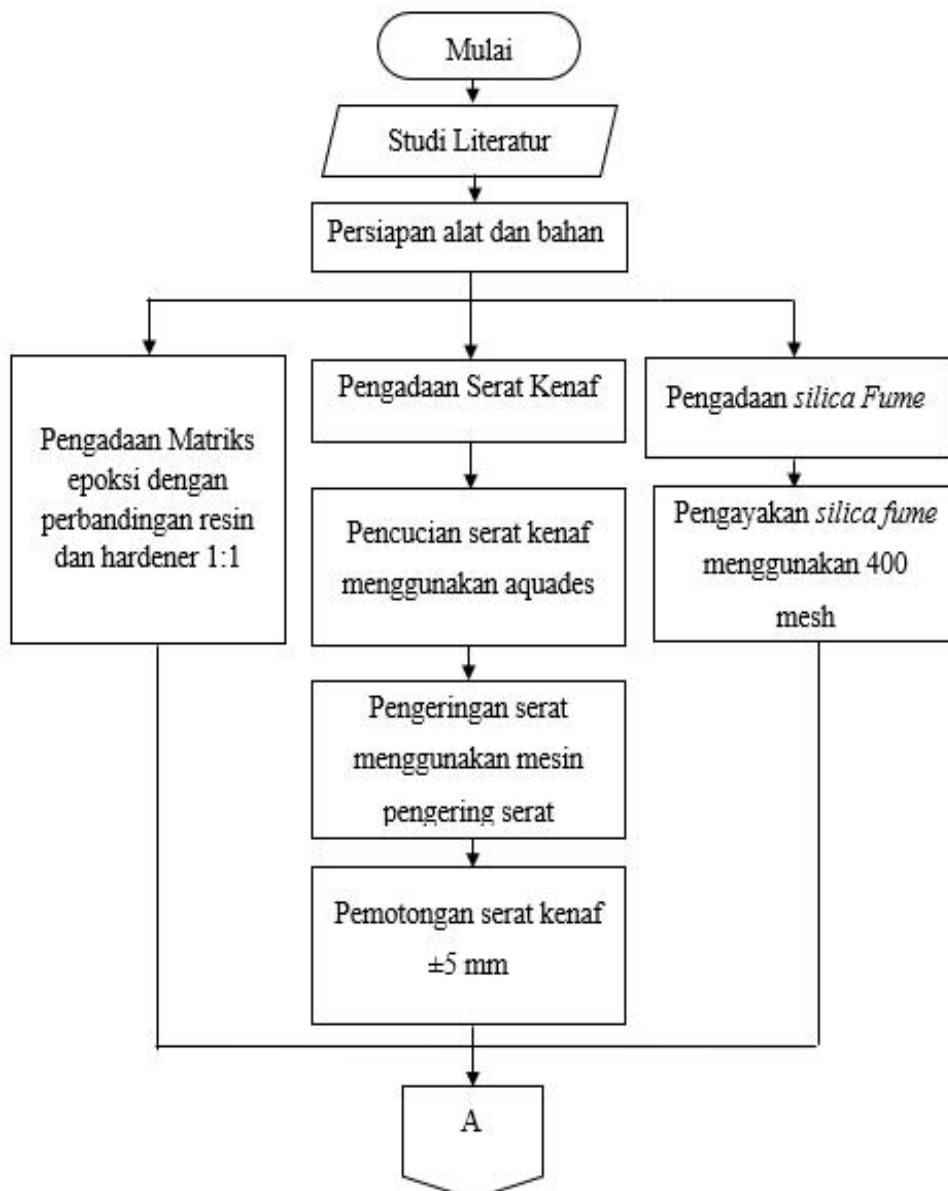 Mulai
Studi Literatur
Persiapan alat dan bahan
Pengadaan Matriks
epoksi dengan
perbandingan resin
dan hardener 1:1
Pengadaan Serat Kenaf
Pencucian serat kenaf
menggunakan aquades
Pengeringan serat
menggunakan mesin
pengering serat
Pemotongan serat kenaf
±5 mm
Pengadaan silica Fume
Pengayakan silica fume
menggunakan 400
mesh
A